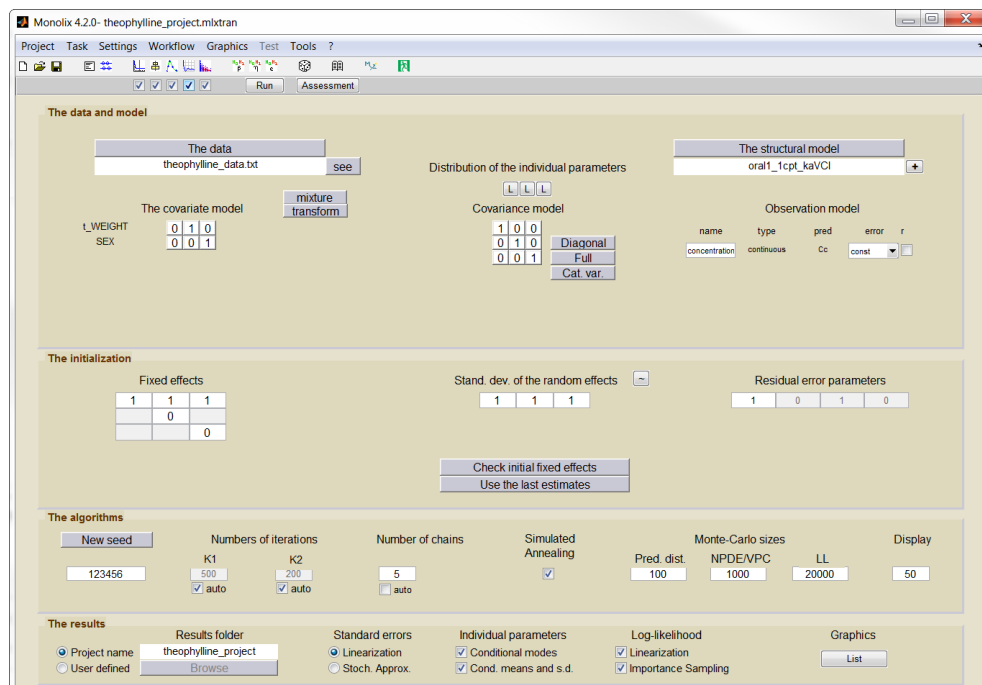 Monolix 4.2.0- theophylline_project.mlxtran
Project Task Settings Workflow Graphics Test Tools ?
Run Assessment
The data and model
The data
theophylline_data.txt see
The structural model
oral1_1cpt_kaVCl +
Distribution of the individual parameters
L L L
mixture
transform
The covariate model
t_WEIGHT 0 1 0
SEX 0 0 1
Covariance model
1 0 0
0 1 0
0 0 1
Diagonal
Full
Cat. var.
Observation model
name type pred error r
concentration continuous Cc const
The initialization
Fixed effects
1 1 1
0
0
Stand. dev. of the random effects ~
1 1 1
Residual error parameters
1 0 1 0
Check initial fixed effects
Use the last estimates
The algorithms
New seed
123456
Numbers of iterations
K1 K2
500 200
auto auto
Number of chains
5
auto
Simulated
Annealing
Monte-Carlo sizes
Pred. dist. NPDE/VPC LL
100 1000 20000
Display
50
The results
Results folder
Project name theophylline_project
User defined Browse
Standard errors
Linearization
Stoch. Approx.
Individual parameters
Conditional modes
Cond. means and s.d.
Log-likelihood
Linearization
Importance Sampling
Graphics
List